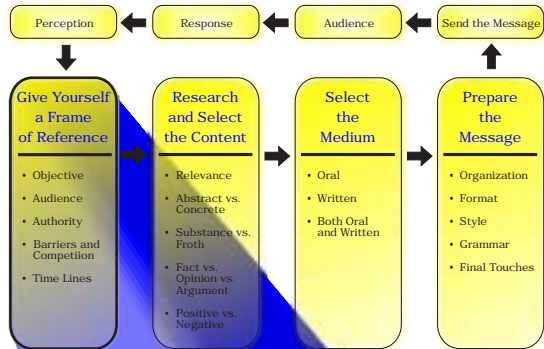 Perception
Response
Audience
Send the Message
Give Yourself
a Frame
of Reference
• Objective
• Audience
• Authority
• Barriers and
Competiion
• Time Lines
Research
and Select
the Content
• Relevance
• Abstract vs.
Concrete
• Substance vs.
Froth
• Fact vs.
Opinion vs.
Argument
• Positive vs.
Negative
Select
the
Medium
• Oral
• Written
• Both Oral
and Written
Prepare
the
Message
• Organization
• Format
• Style
• Grammar
• Final Touches